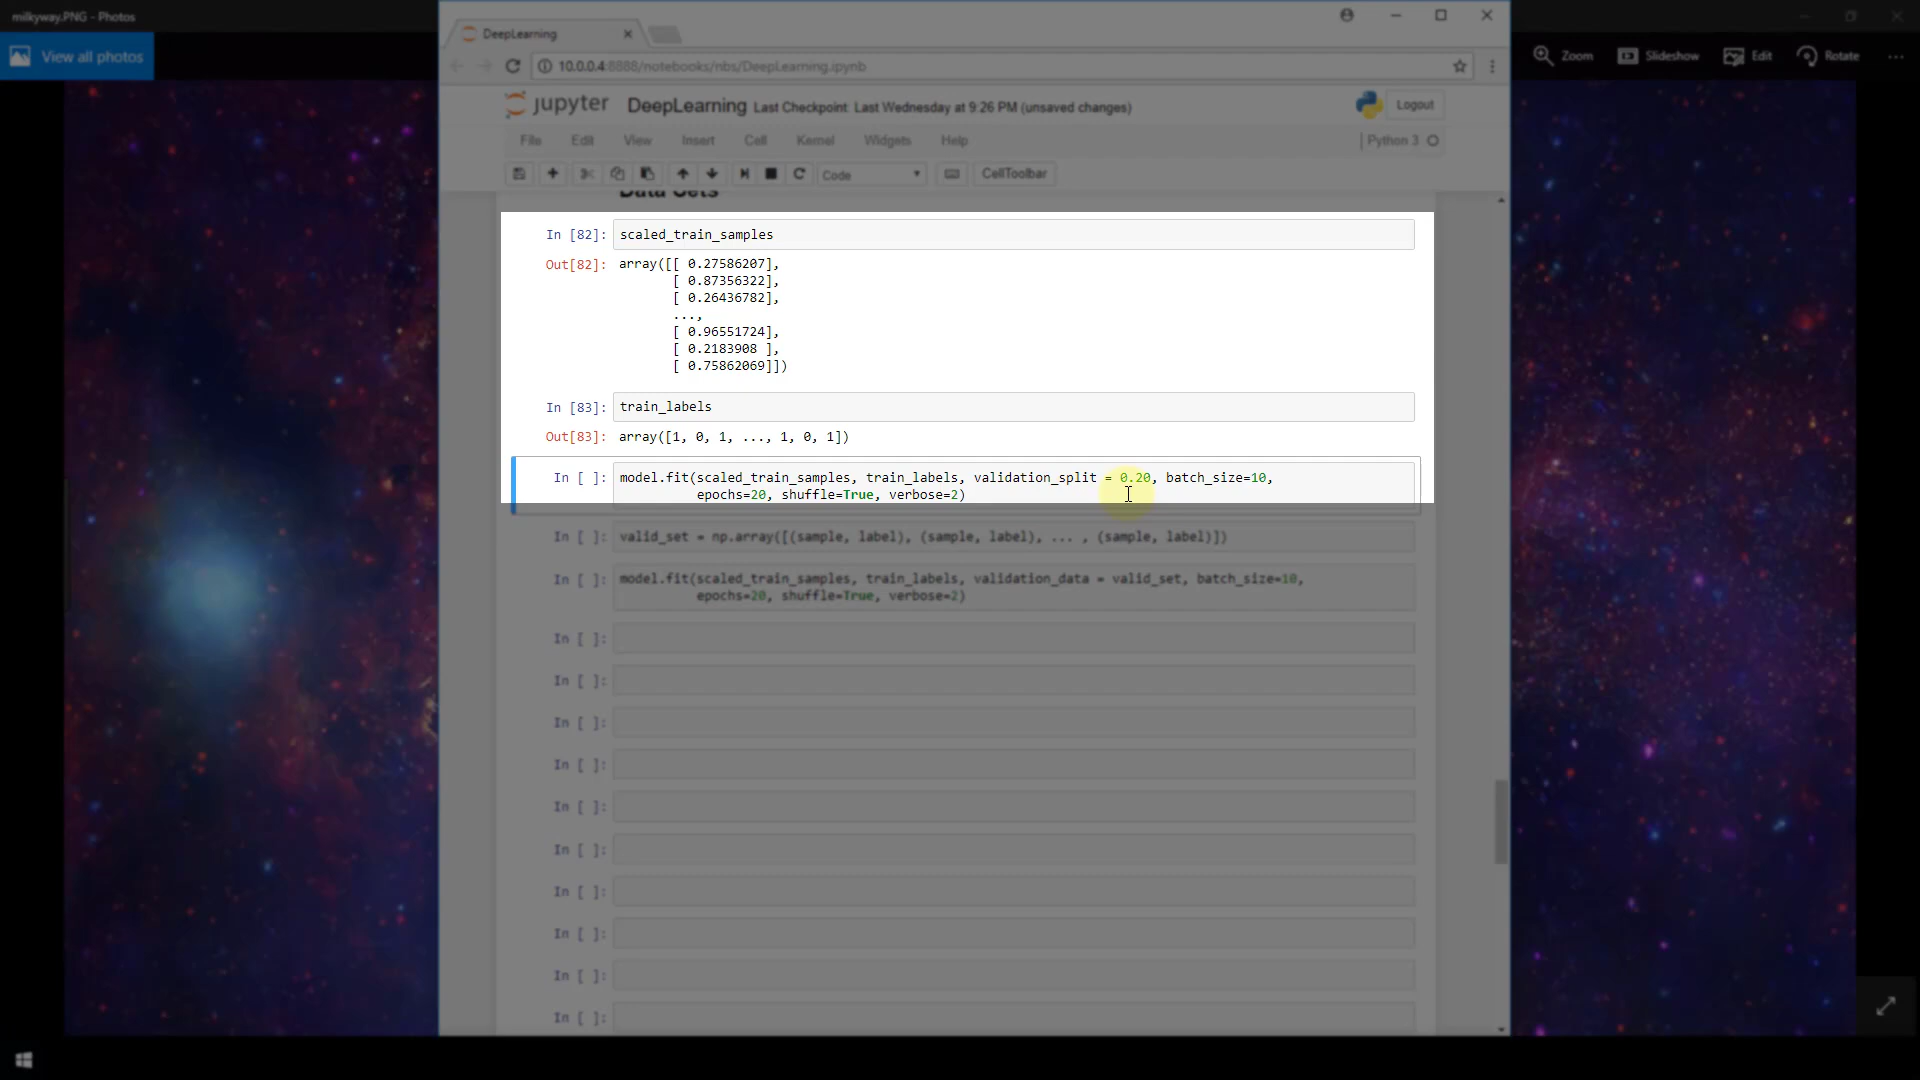 milkyway.PNG - Photos
View all photos
Zoom
Slideshow
Edit
Rotate
DeepLearning
10.0.0.4:8888/notebooks/nbs/DeepLearning.ipynb
jupyter DeepLearning Last Checkpoint: Last Wednesday at 9:26 PM (unsaved changes)
Logout
File Edit View Insert Cell Kernel Widgets Help
Python 3
Code
CellToolbar
Data Sets
In [82]: scaled_train_samples
Out[82]: array([[ 0.27586207],
[ 0.87356322],
[ 0.26436782],
...,
[ 0.96551724],
[ 0.2183908 ],
[ 0.75862069]])
In [83]: train_labels
Out[83]: array([1, 0, 1, ..., 1, 0, 1])
In [ ]: model.fit(scaled_train_samples, train_labels, validation_split = 0.20, batch_size=10,
epochs=20, shuffle=True, verbose=2)
In [ ]: valid_set = np.array([(sample, label), (sample, label), ... , (sample, label)])
In [ ]: model.fit(scaled_train_samples, train_labels, validation_data = valid_set, batch_size=10,
epochs=20, shuffle=True, verbose=2)
In [ ]:
In [ ]:
In [ ]:
In [ ]:
In [ ]:
In [ ]:
In [ ]:
In [ ]:
In [ ]:
In [ ]: